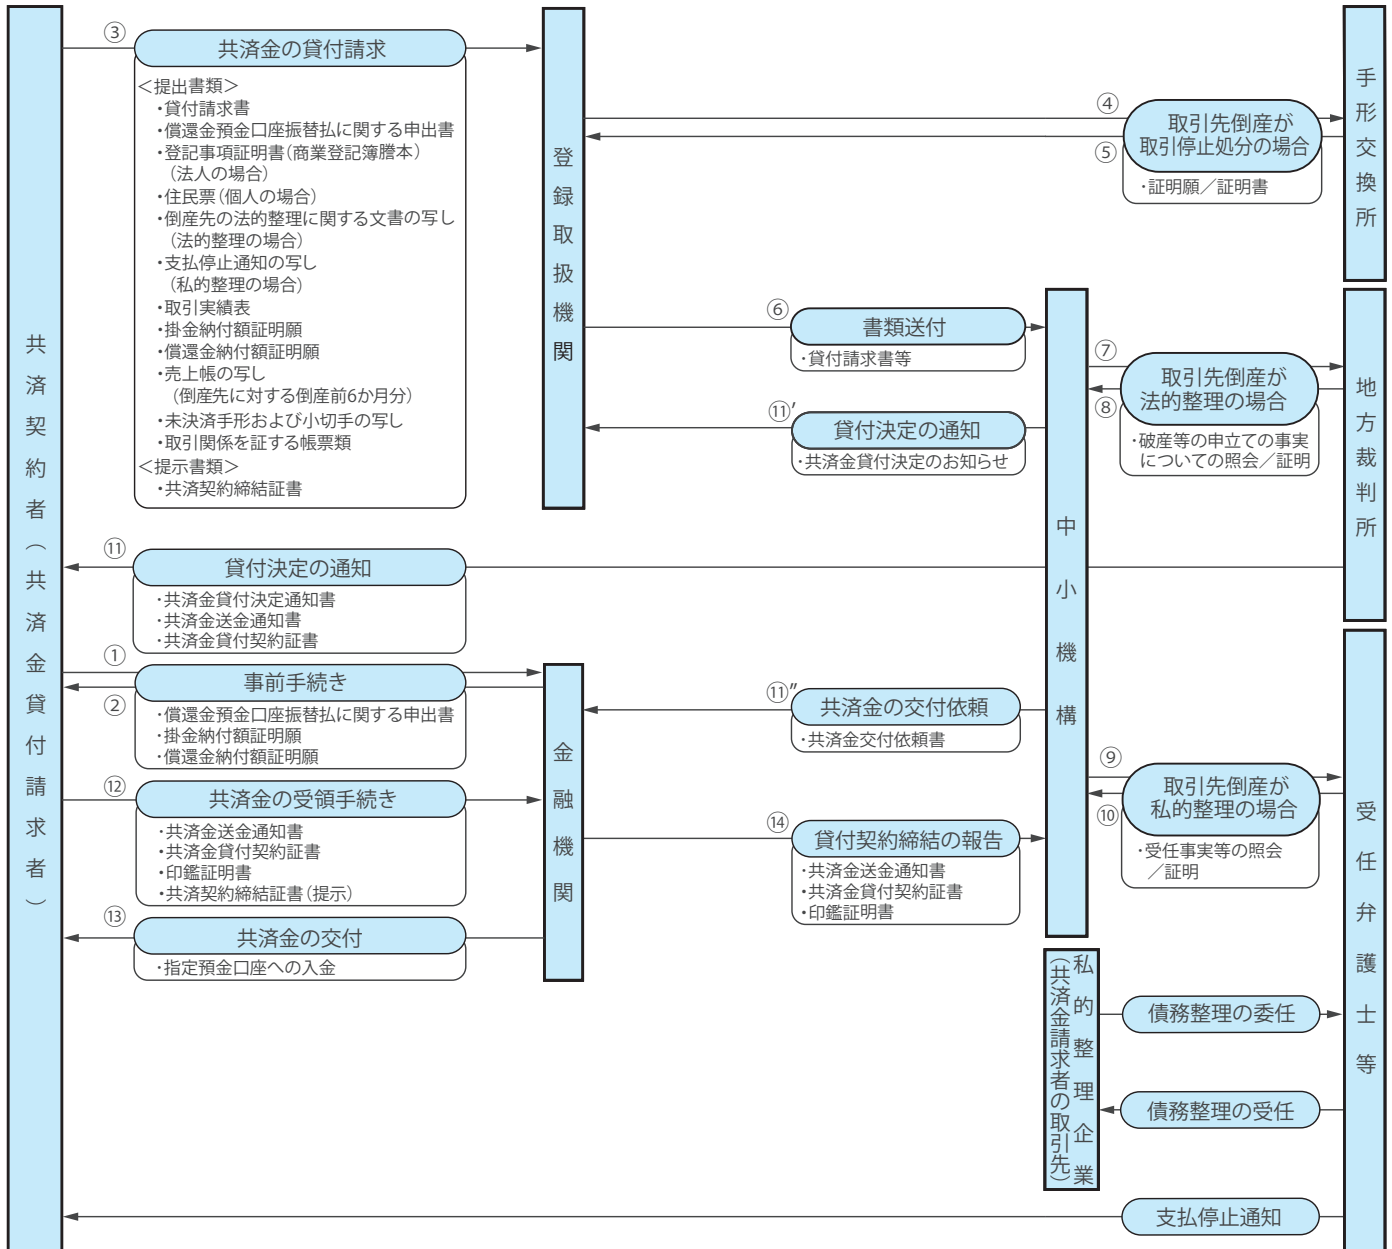 共済契約者（共済金貸付請求者）
③
共済金の貸付請求
＜提出書類＞
・貸付請求書
・償還金預金口座振替払に関する申出書
・登記事項証明書（商業登記簿謄本）
（法人の場合）
・住民票（個人の場合）
・倒産先の法的整理に関する文書の写し
（法的整理の場合）
・支払停止通知の写し
（私的整理の場合）
・取引実績表
・掛金納付額証明願
・償還金納付額証明願
・売上帳の写し
（倒産先に対する倒産前6か月分）
・未決済手形および小切手の写し
・取引関係を証する帳票類
＜提示書類＞
・共済契約締結証書
登録取扱機関
④
⑤
取引先倒産が
取引停止処分の場合
・証明願／証明書
手形交換所
⑥
書類送付
・貸付請求書等
⑪′
貸付決定の通知
・共済金貸付決定のお知らせ
中小機構
⑦
⑧
取引先倒産が
法的整理の場合
・破産等の申立ての事実
についての照会／証明
地方裁判所
⑪
貸付決定の通知
・共済金貸付決定通知書
・共済金送金通知書
・共済金貸付契約証書
①
②
事前手続き
・償還金預金口座振替払に関する申出書
・掛金納付額証明願
・償還金納付額証明願
⑫
共済金の受領手続き
・共済金送金通知書
・共済金貸付契約証書
・印鑑証明書
・共済契約締結証書（提示）
⑬
共済金の交付
・指定預金口座への入金
金融機関
⑪″
共済金の交付依頼
・共済金交付依頼書
⑭
貸付契約締結の報告
・共済金送金通知書
・共済金貸付契約証書
・印鑑証明書
⑨
⑩
取引先倒産が
私的整理の場合
・受任事実等の照会
／証明
受任弁護士等
私的整理企業
（共済金請求者の取引先）
債務整理の委任
債務整理の受任
支払停止通知